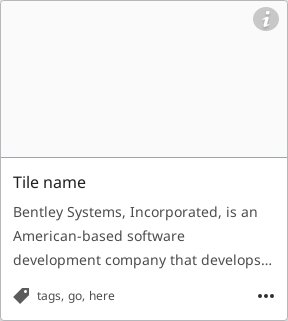 i
Tile name
Bentley Systems, Incorporated, is an
American-based software
development company that develops...
tags, go, here